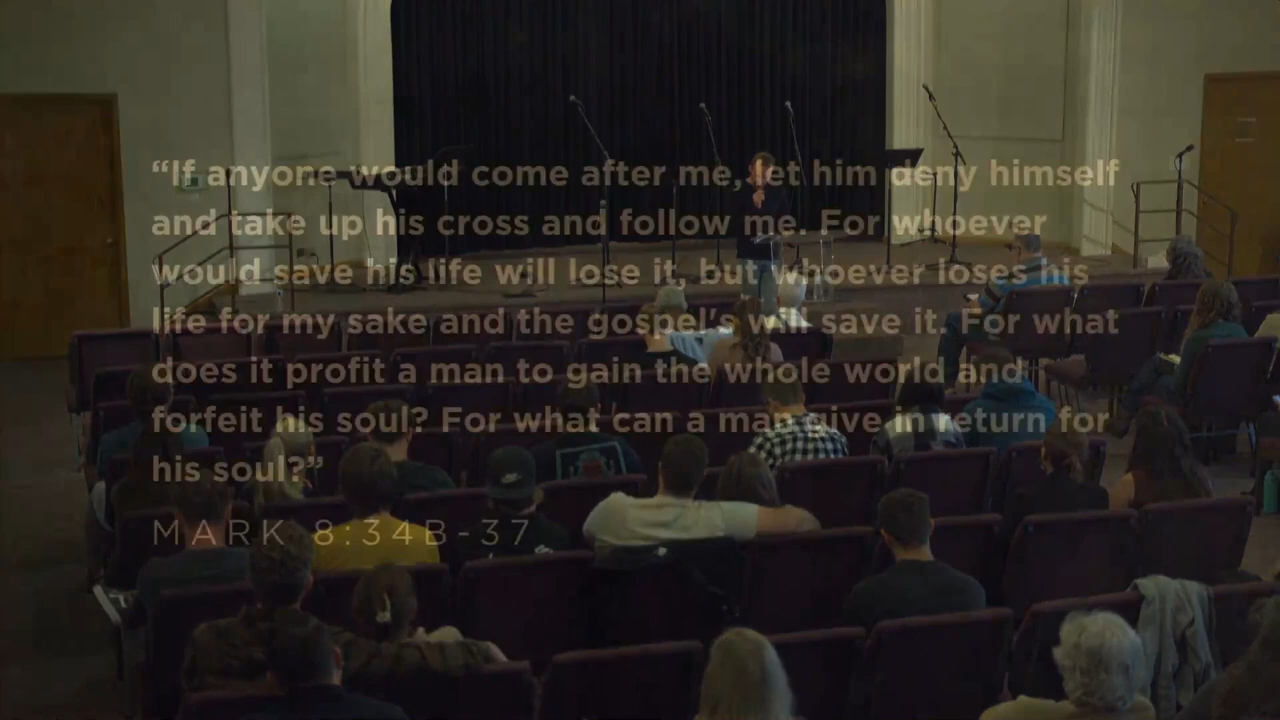 “If anyone would come after me, let him deny himself
and take up his cross and follow me. For whoever
would save his life will lose it, but whoever loses his
life for my sake and the gospel’s will save it. For what
does it profit a man to gain the whole world and
forfeit his soul? For what can a man give in return for
his soul?”
MARK 8:34B-37